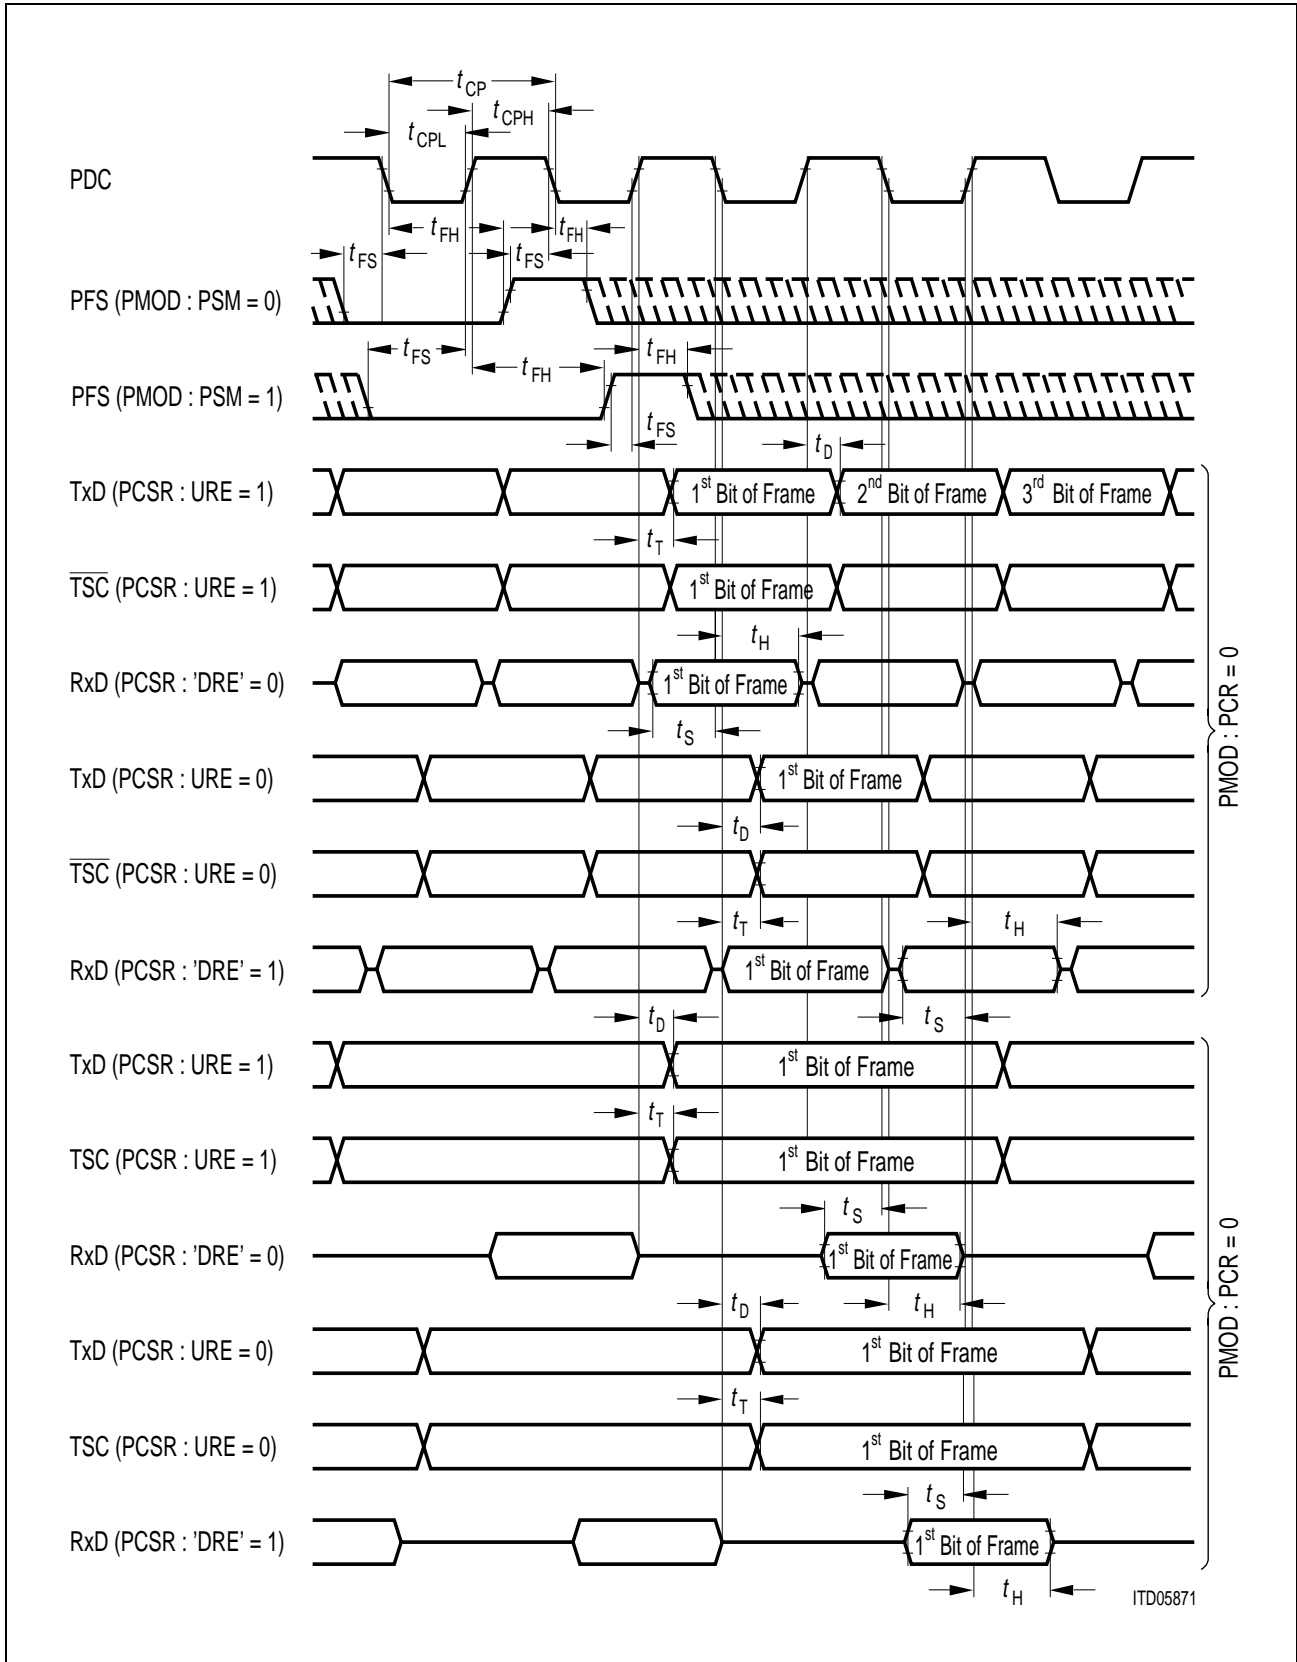 tCP
tCPH
tCPL
PDC
tFH
tFH
tFS
tFS
PFS (PMOD : PSM = 0)
tFS
tFH
tFH
PFS (PMOD : PSM = 1)
tFS
tD
TxD (PCSR : URE = 1)
1st Bit of Frame
2nd Bit of Frame
3rd Bit of Frame
tT
TSC (PCSR : URE = 1)
1st Bit of Frame
tH
RxD (PCSR : 'DRE' = 0)
1st Bit of Frame
tS
TxD (PCSR : URE = 0)
1st Bit of Frame
tD
TSC (PCSR : URE = 0)
tT
tH
RxD (PCSR : 'DRE' = 1)
1st Bit of Frame
PMOD : PCR = 0
tD
tS
TxD (PCSR : URE = 1)
1st Bit of Frame
tT
TSC (PCSR : URE = 1)
1st Bit of Frame
tS
RxD (PCSR : 'DRE' = 0)
1st Bit of Frame
tD
tH
TxD (PCSR : URE = 0)
1st Bit of Frame
tT
TSC (PCSR : URE = 0)
1st Bit of Frame
tS
RxD (PCSR : 'DRE' = 1)
1st Bit of Frame
tH
PMOD : PCR = 0
ITD05871